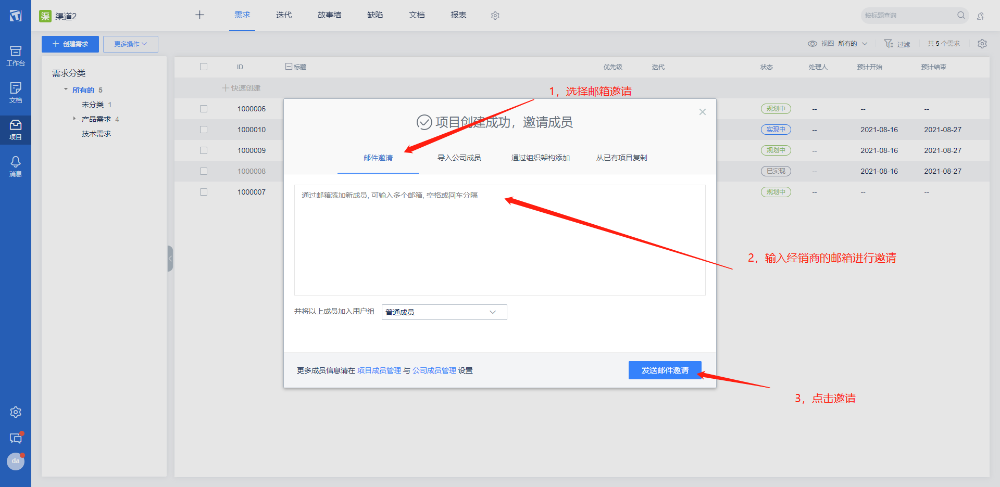 渠 渠道2
需求 迭代 故事墙 缺陷 文档 报表
按标题查询
工作台
文档
项目
消息
da
创建需求 更多操作
视图 所有的 过滤 共 5 个需求
需求分类
所有的 5
未分类 1
产品需求 4
技术需求
ID 标题 优先级 迭代 状态 处理人 预计开始 预计结束
快速创建
1000006 规划中 -- -- --
1000010 实现中 -- 2021-08-16 2021-08-27
1000009 规划中 -- 2021-08-16 2021-08-27
1000008 已实现 -- 2021-08-16 2021-08-27
1000007 规划中 -- -- --
1，选择邮箱邀请
项目创建成功，邀请成员
邮件邀请 导入公司成员 通过组织架构添加 从已有项目复制
通过邮箱添加新成员, 可输入多个邮箱, 空格或回车分隔
2，输入经销商的邮箱进行邀请
并将以上成员加入用户组 普通成员
更多成员信息请在 项目成员管理 与 公司成员管理 设置
发送邮件邀请
3，点击邀请